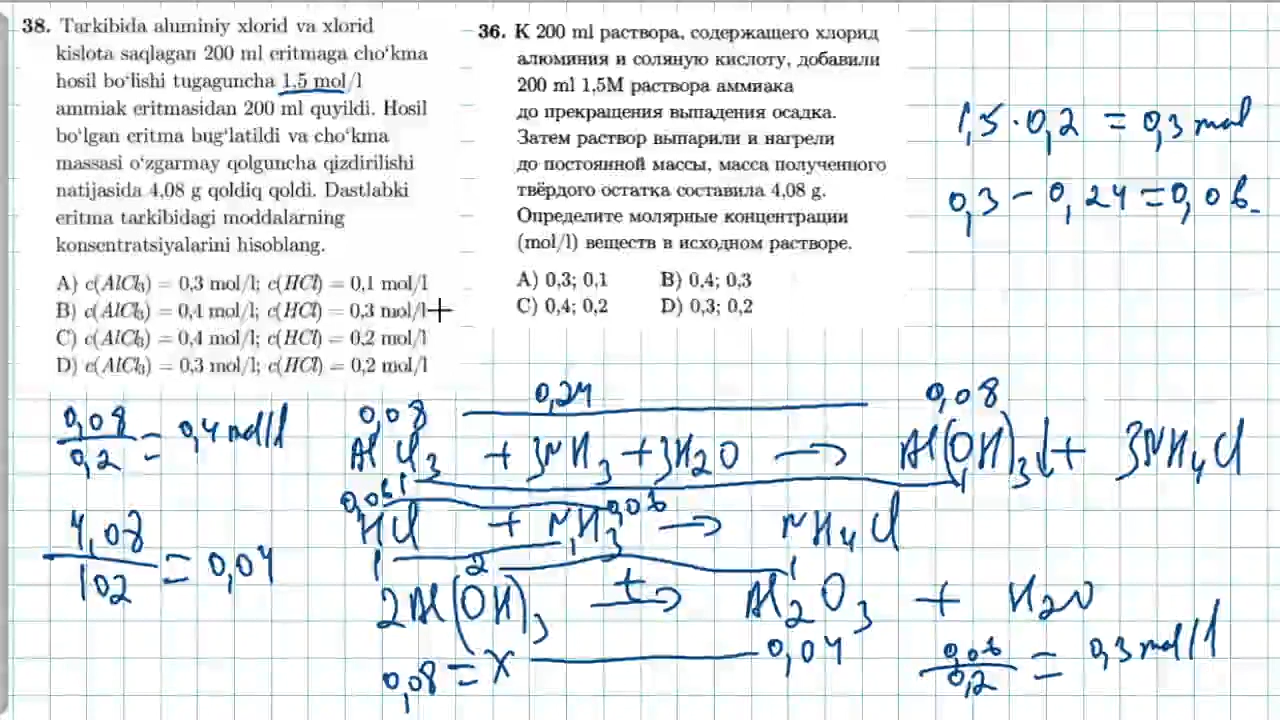 38. Tarkibida aluminiy xlorid va xlorid
kislota saqlagan 200 ml eritmaga cho‘kma
hosil bo‘lishi tugaguncha 1,5 mol/l
ammiak eritmasidan 200 ml quyildi. Hosil
bo‘lgan eritma bug‘latildi va cho‘kma
massasi o‘zgarmay qolguncha qizdirilishi
natijasida 4,08 g qoldiq qoldi. Dastlabki
eritma tarkibidagi moddalarning
konsentratsiyalarini hisoblang.
A) c(AlCl₃) = 0,3 mol/l; c(HCl) = 0,1 mol/l
B) c(AlCl₃) = 0,4 mol/l; c(HCl) = 0,3 mol/l
C) c(AlCl₃) = 0,4 mol/l; c(HCl) = 0,2 mol/l
D) c(AlCl₃) = 0,3 mol/l; c(HCl) = 0,2 mol/l
36. К 200 ml раствора, содержащего хлорид
алюминия и соляную кислоту, добавили
200 ml 1,5М раствора аммиака
до прекращения выпадения осадка.
Затем раствор выпарили и нагрели
до постоянной массы, масса полученного
твёрдого остатка составила 4,08 g.
Определите молярные концентрации
(mol/l) веществ в исходном растворе.
A) 0,3; 0,1 B) 0,4; 0,3
C) 0,4; 0,2 D) 0,3; 0,2
1,5 · 0,2 = 0,3 mol
0,3 - 0,24 = 0,06
0,08 / 0,2 = 0,4 mol/l
4,08 / 102 = 0,04
0,08 0,24 0,08
AlCl₃ + 3NH₃ + 3H₂O → Al(OH)₃↓ + 3NH₄Cl
0,06 0,06
HCl + NH₃ → NH₄Cl
1 1
2 1
2Al(OH)₃ t→ Al₂O₃ + H₂O
0,08 = X 0,04
0,06 / 0,2 = 0,3 mol/l